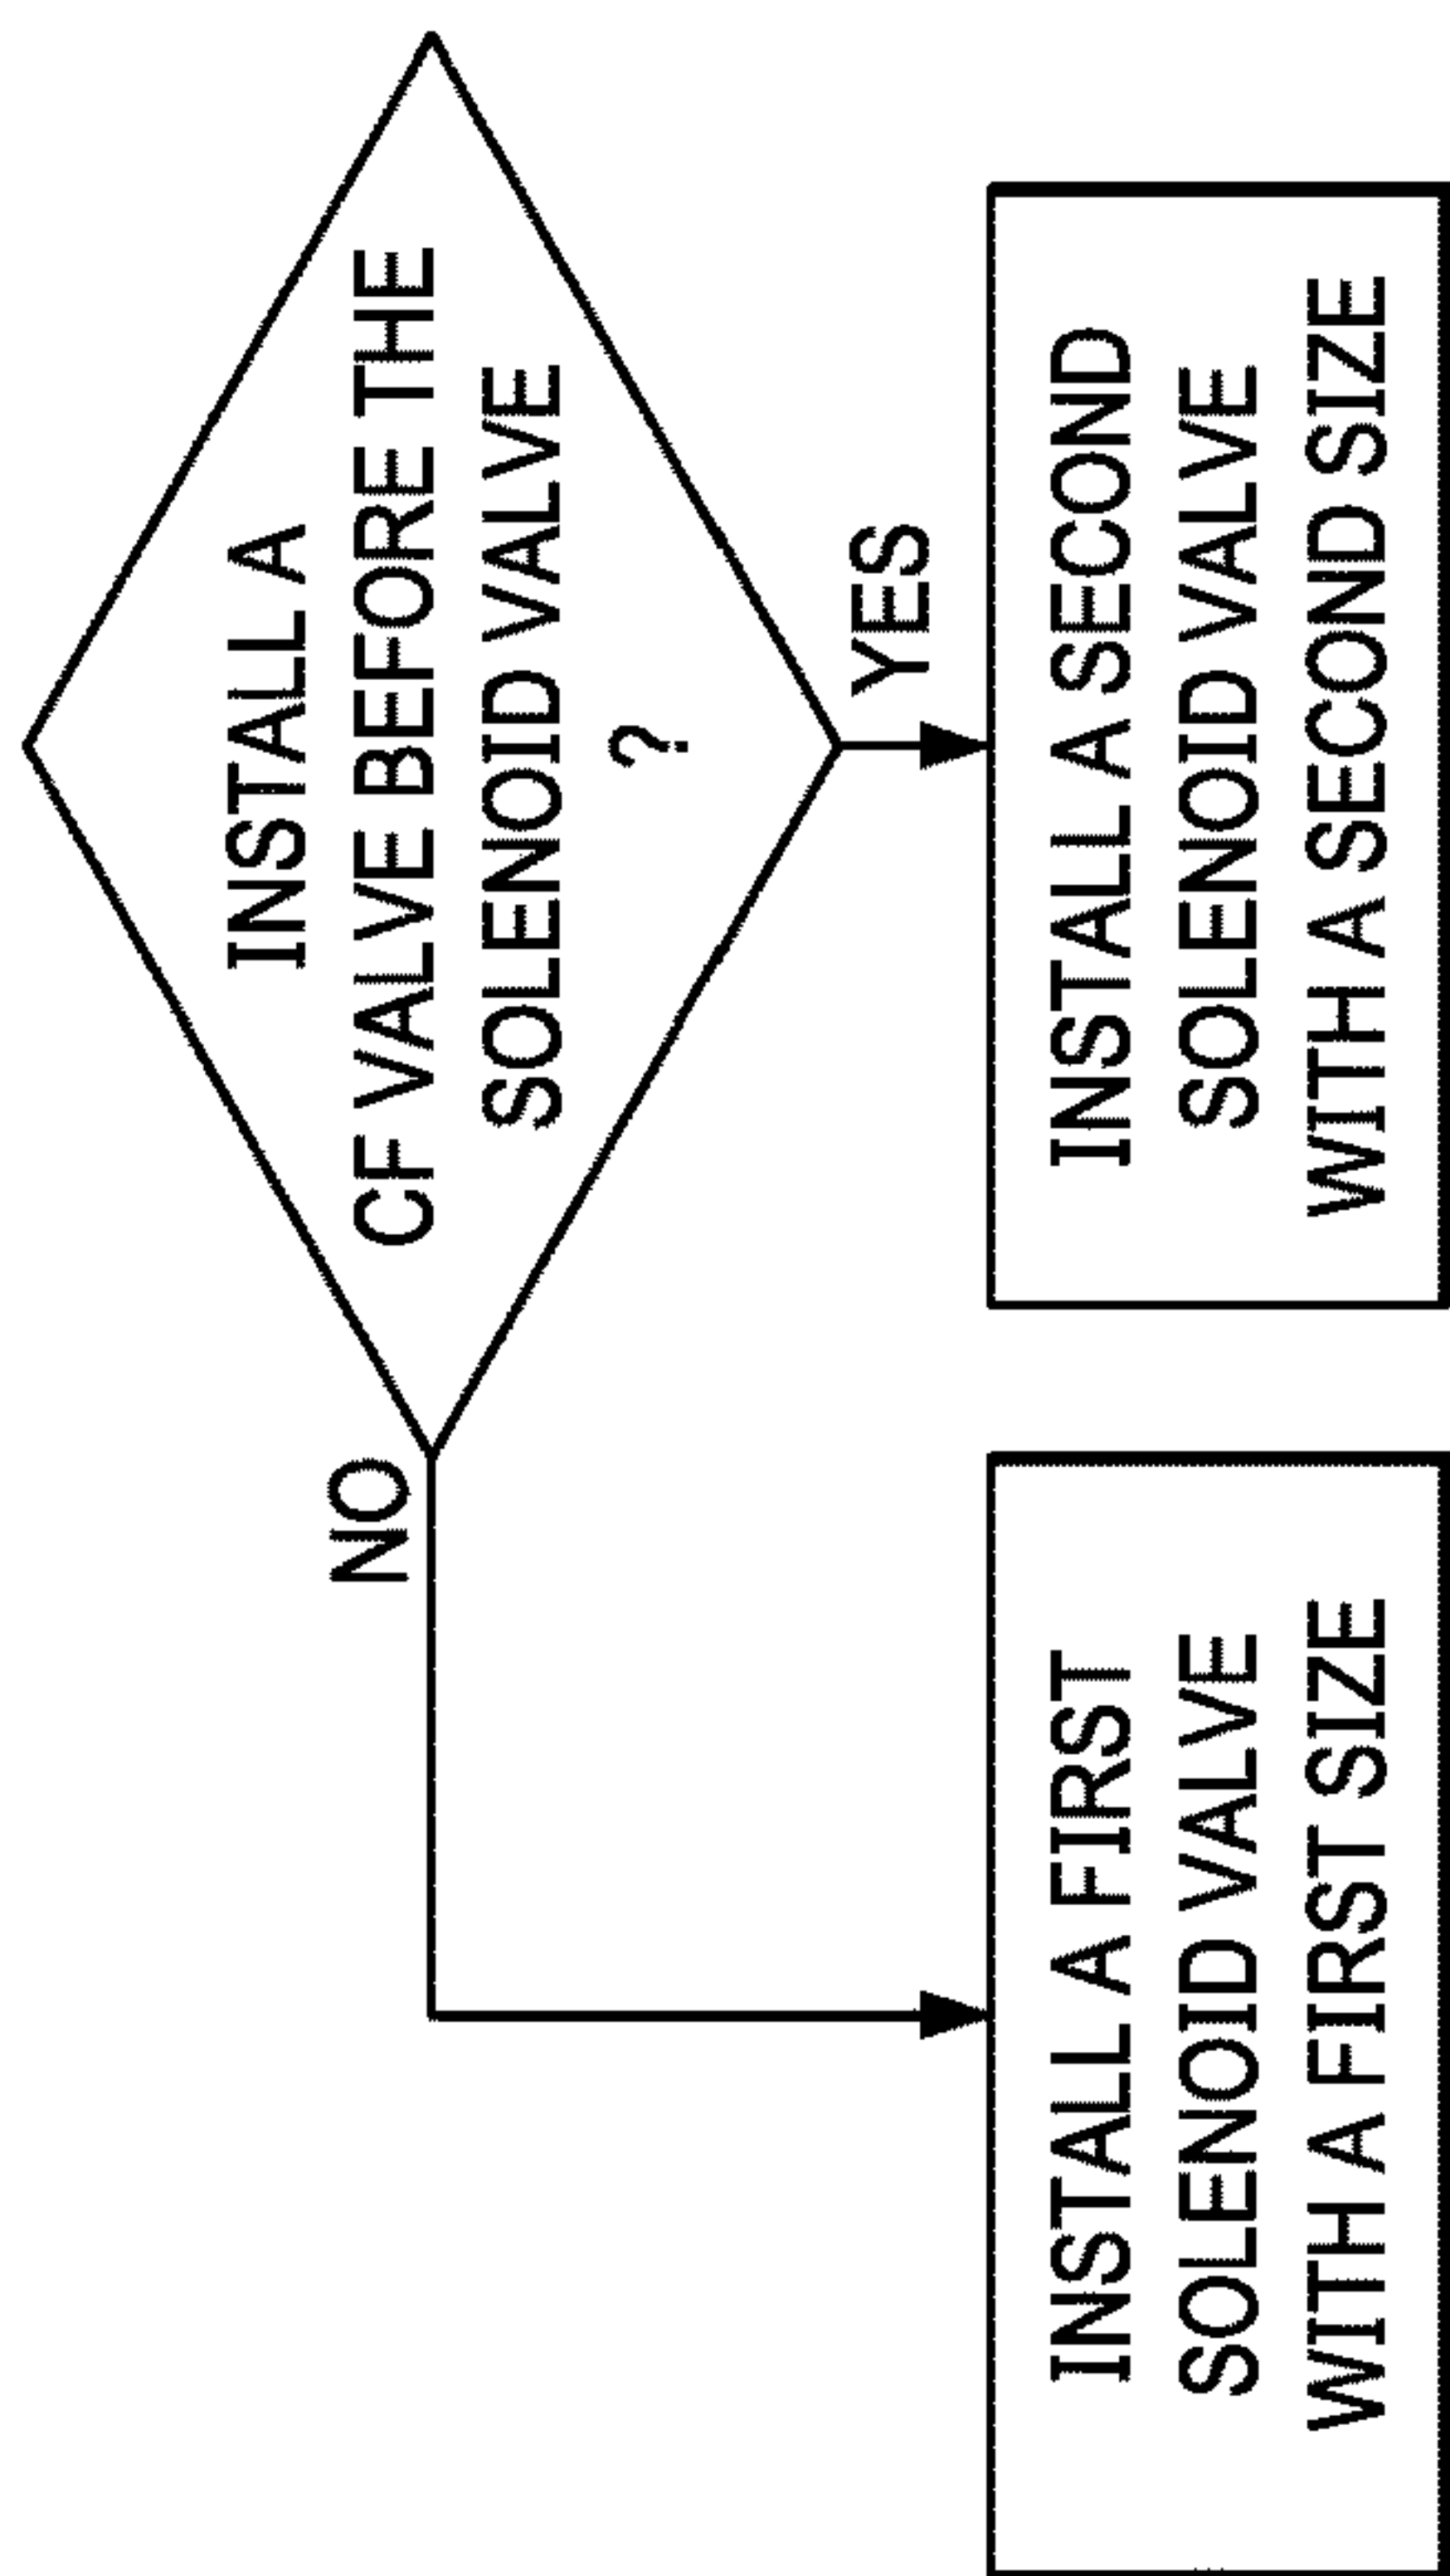 INSTALL A
CF VALVE BEFORE THE
SOLENOID VALVE
?
NO
YES
INSTALL A FIRST
SOLENOID VALVE
WITH A FIRST SIZE
INSTALL A SECOND
SOLENOID VALVE
WITH A SECOND SIZE